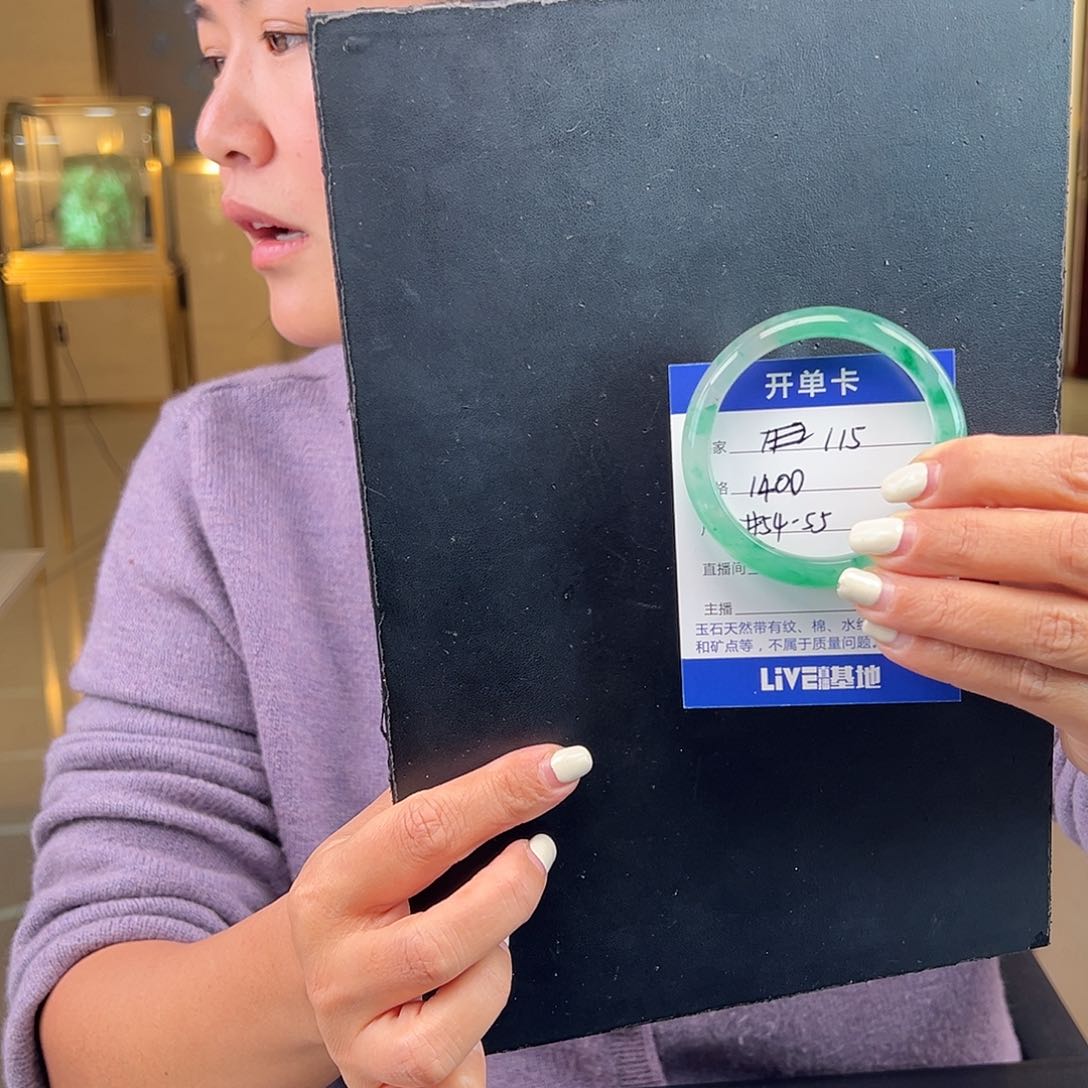 开单卡
家 115
格 1400
#54-55
直播间
主播
玉石天然带有纹、棉、水
和矿点等，不属于质量问题。
LiVE直播基地